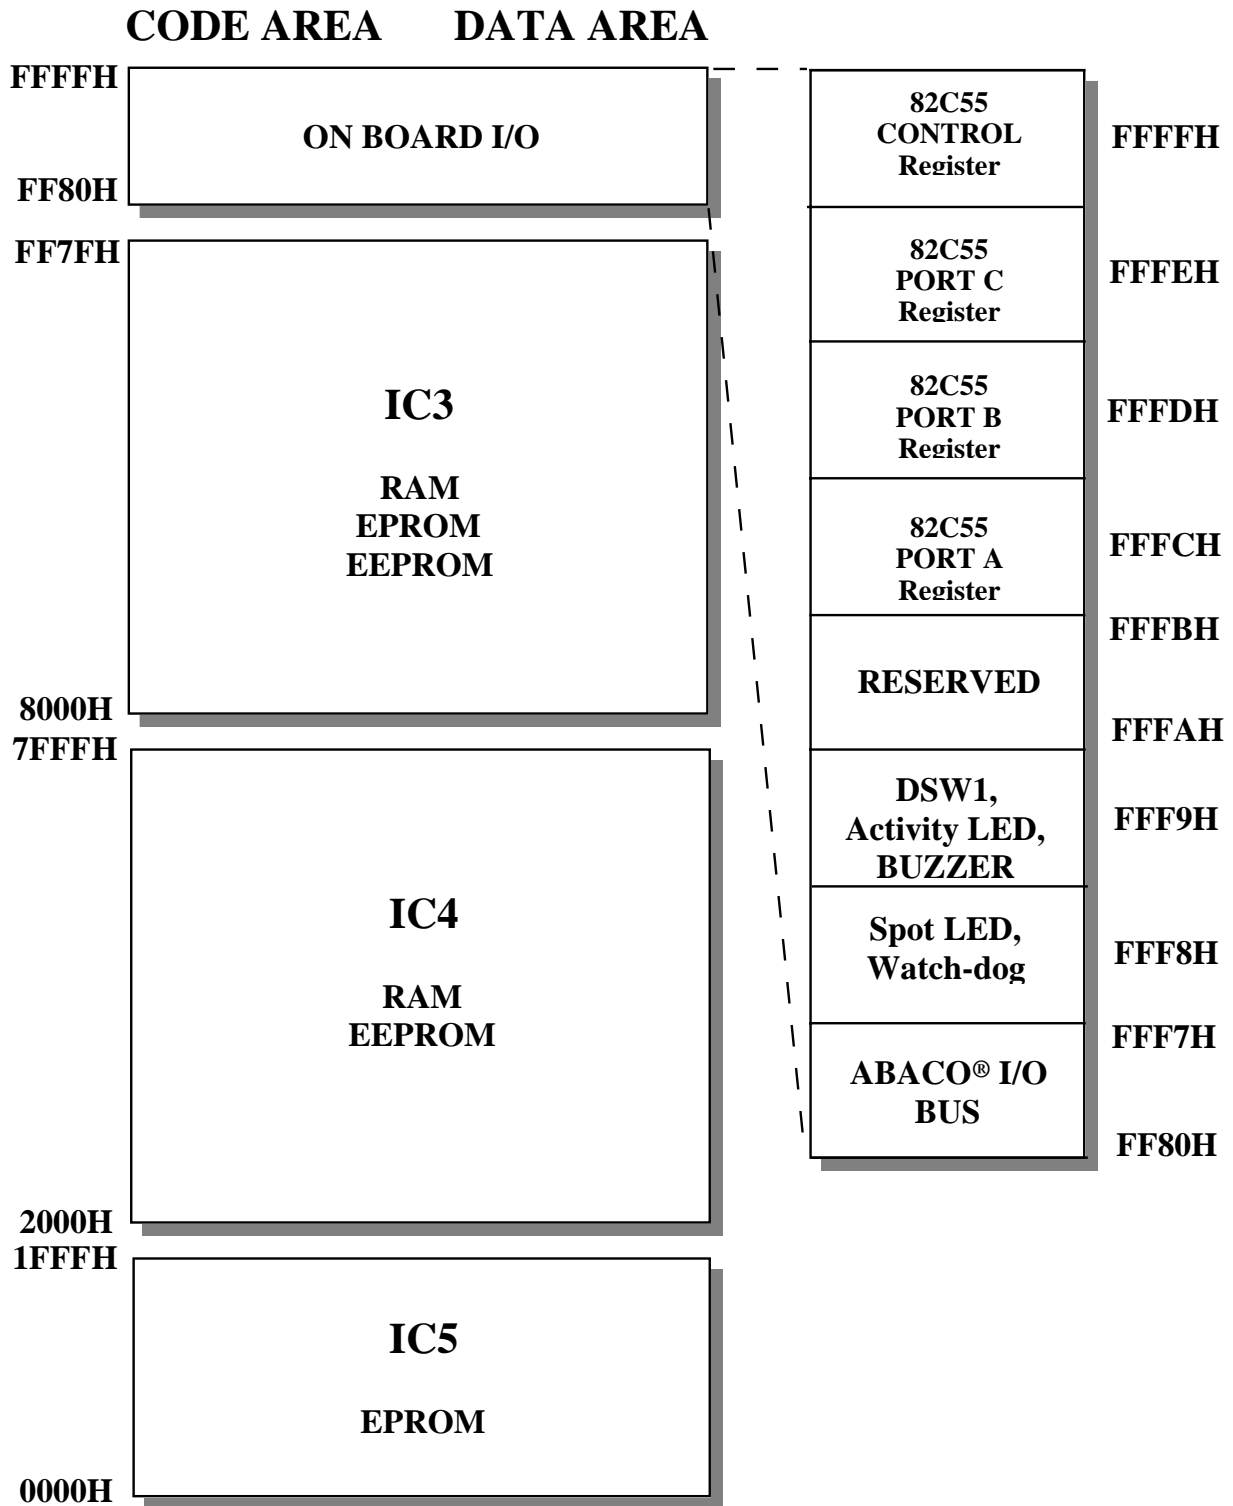 CODE AREA DATA AREA
FFFFH
ON BOARD I/O
FF80H
FF7FH
IC3
RAM
EPROM
EEPROM
8000H
7FFFH
IC4
RAM
EEPROM
2000H
1FFFH
IC5
EPROM
0000H
82C55
CONTROL
Register
FFFFH
82C55
PORT C
Register
FFFEH
82C55
PORT B
Register
FFFDH
82C55
PORT A
Register
FFFCH
FFFBH
RESERVED
FFFAH
DSW1,
Activity LED,
BUZZER
FFF9H
Spot LED,
Watch-dog
FFF8H
FFF7H
ABACO® I/O
BUS
FF80H